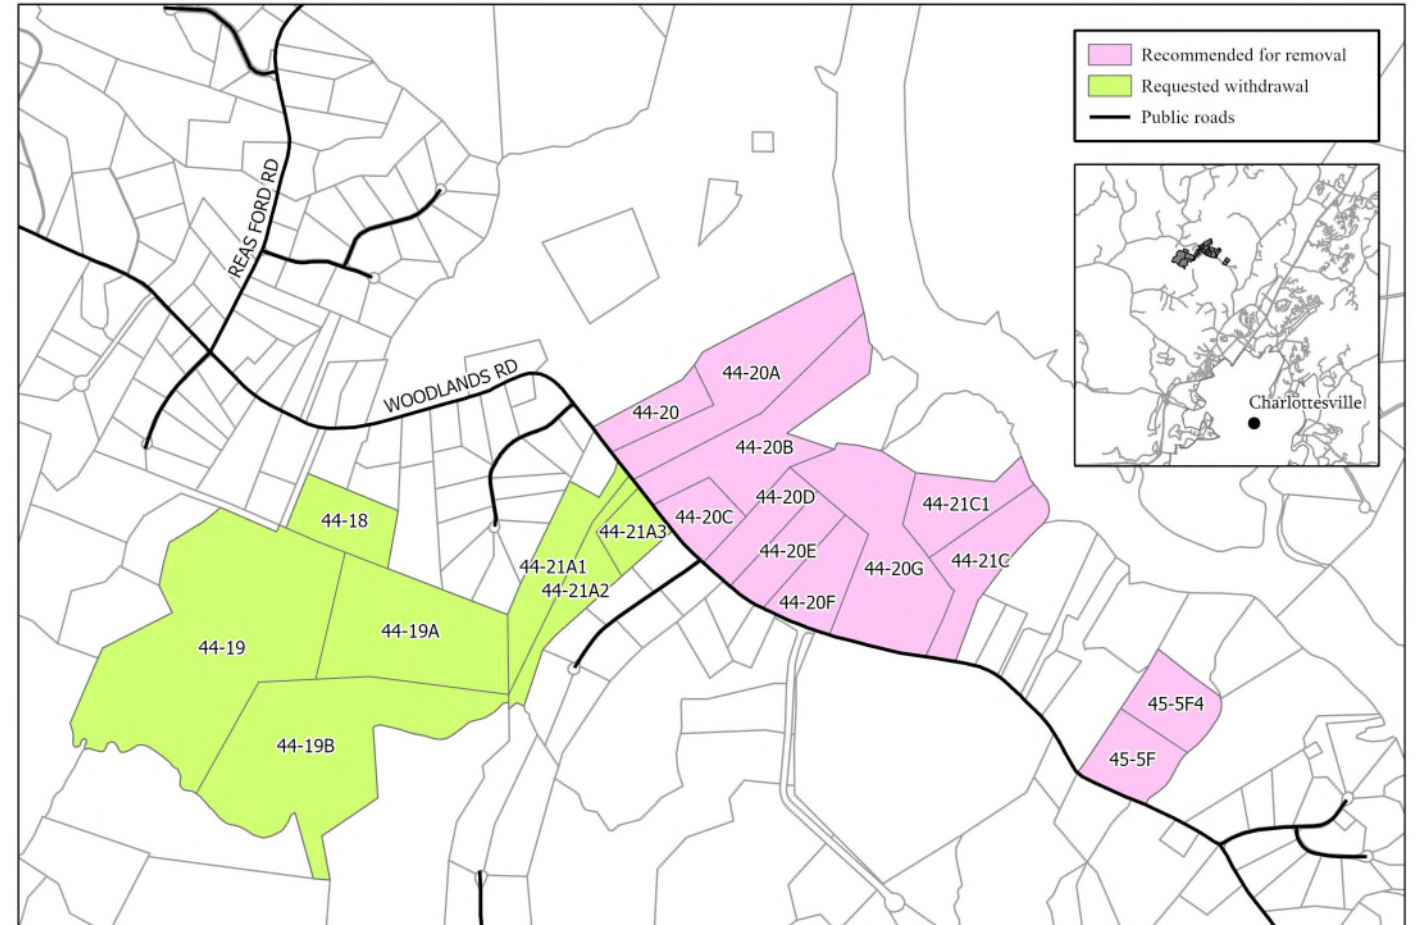 Recommended for removal
Requested withdrawal
Public roads
REAS FORD RD
WOODLANDS RD
Charlottesville
44-20A
44-20
44-20B
44-20D
44-21C1
44-20C
44-18
44-21A3
44-20E
44-21C
44-21A1
44-20G
44-21A2
44-20F
44-19A
44-19
45-5F4
44-19B
45-5F